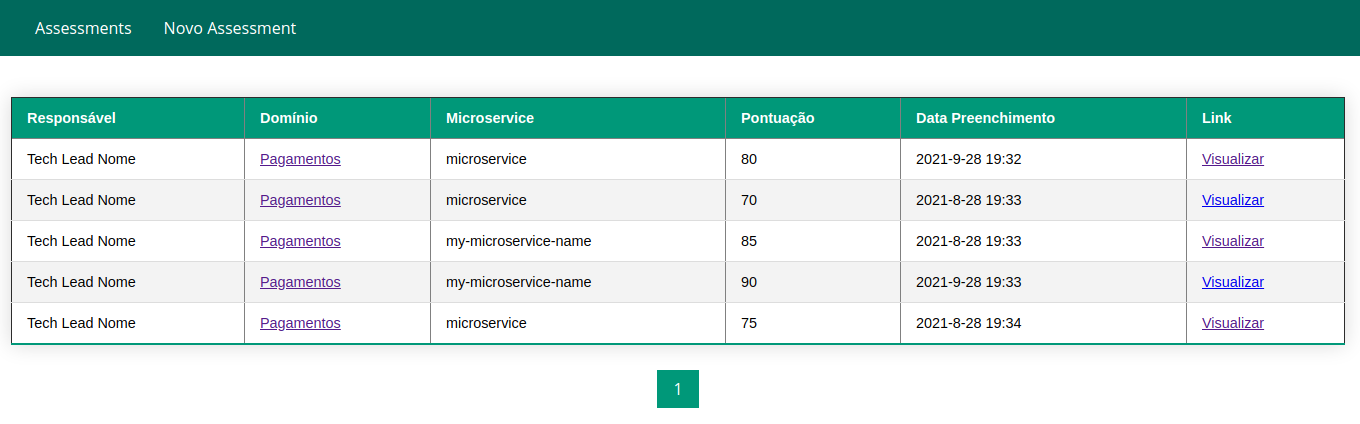 Assessments Novo Assessment
Responsável Domínio Microservice Pontuação Data Preenchimento Link
Tech Lead Nome Pagamentos microservice 80 2021-9-28 19:32 Visualizar
Tech Lead Nome Pagamentos microservice 70 2021-8-28 19:33 Visualizar
Tech Lead Nome Pagamentos my-microservice-name 85 2021-8-28 19:33 Visualizar
Tech Lead Nome Pagamentos my-microservice-name 90 2021-9-28 19:33 Visualizar
Tech Lead Nome Pagamentos microservice 75 2021-8-28 19:34 Visualizar
1